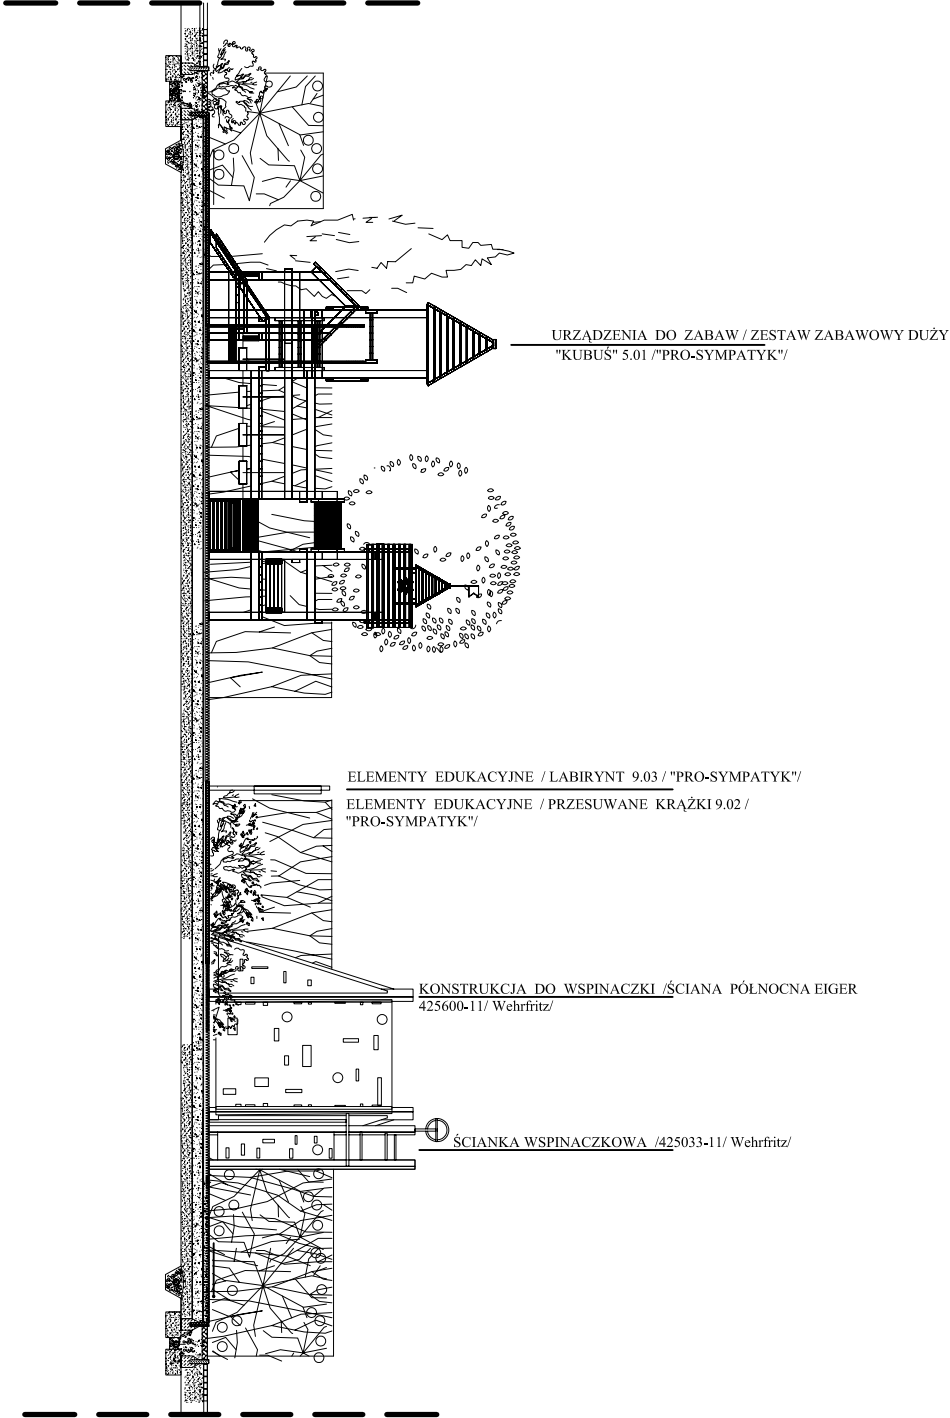 URZĄDZENIA DO ZABAW / ZESTAW ZABAWOWY DUŻY
"KUBUŚ" 5.01 /"PRO-SYMPATYK"/
ELEMENTY EDUKACYJNE / LABIRYNT 9.03 / "PRO-SYMPATYK"/
ELEMENTY EDUKACYJNE / PRZESUWANE KRĄŻKI 9.02 /
"PRO-SYMPATYK"/
KONSTRUKCJA DO WSPINACZKI /ŚCIANA PÓŁNOCNA EIGER
425600-11/ Wehrfritz/
ŚCIANKA WSPINACZKOWA /425033-11/ Wehrfritz/